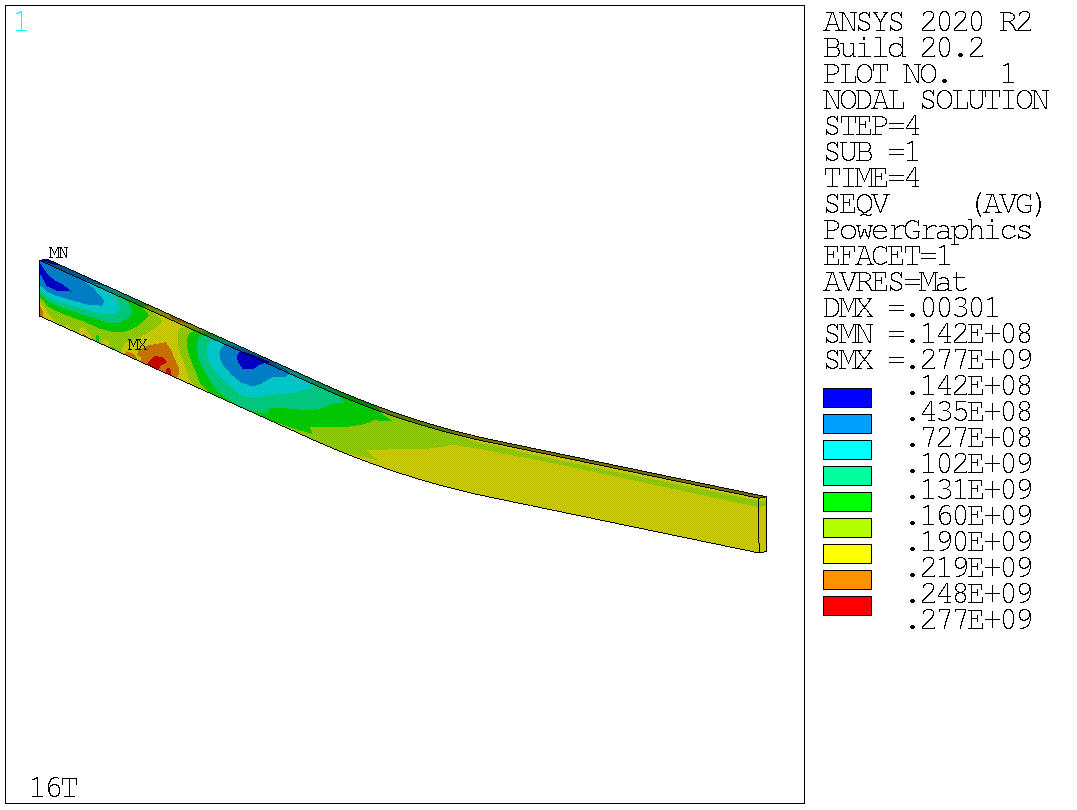 1
ANSYS 2020 R2
Build 20.2
PLOT NO.   1
NODAL SOLUTION
STEP=4
SUB =1
TIME=4
SEQV     (AVG)
PowerGraphics
EFACET=1
AVRES=Mat
DMX =.00301
SMN =.142E+08
SMX =.277E+09
.142E+08
.435E+08
.727E+08
.102E+09
.131E+09
.160E+09
.190E+09
.219E+09
.248E+09
.277E+09
MN
MX
16T